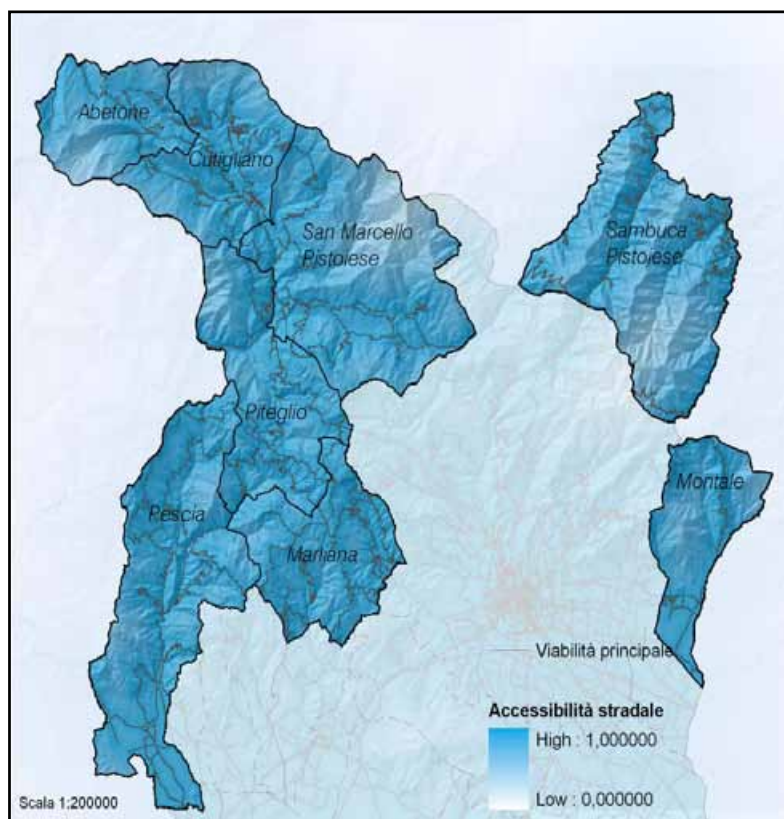 Abetone
Cutigliano
San Marcello
Pistoiese
Sambuca
Pistoiese
Piteglio
Pescia
Marliana
Montale
Viabilità principale
Accessibilità stradale
High : 1,000000
Low : 0,000000
Scala 1:200000